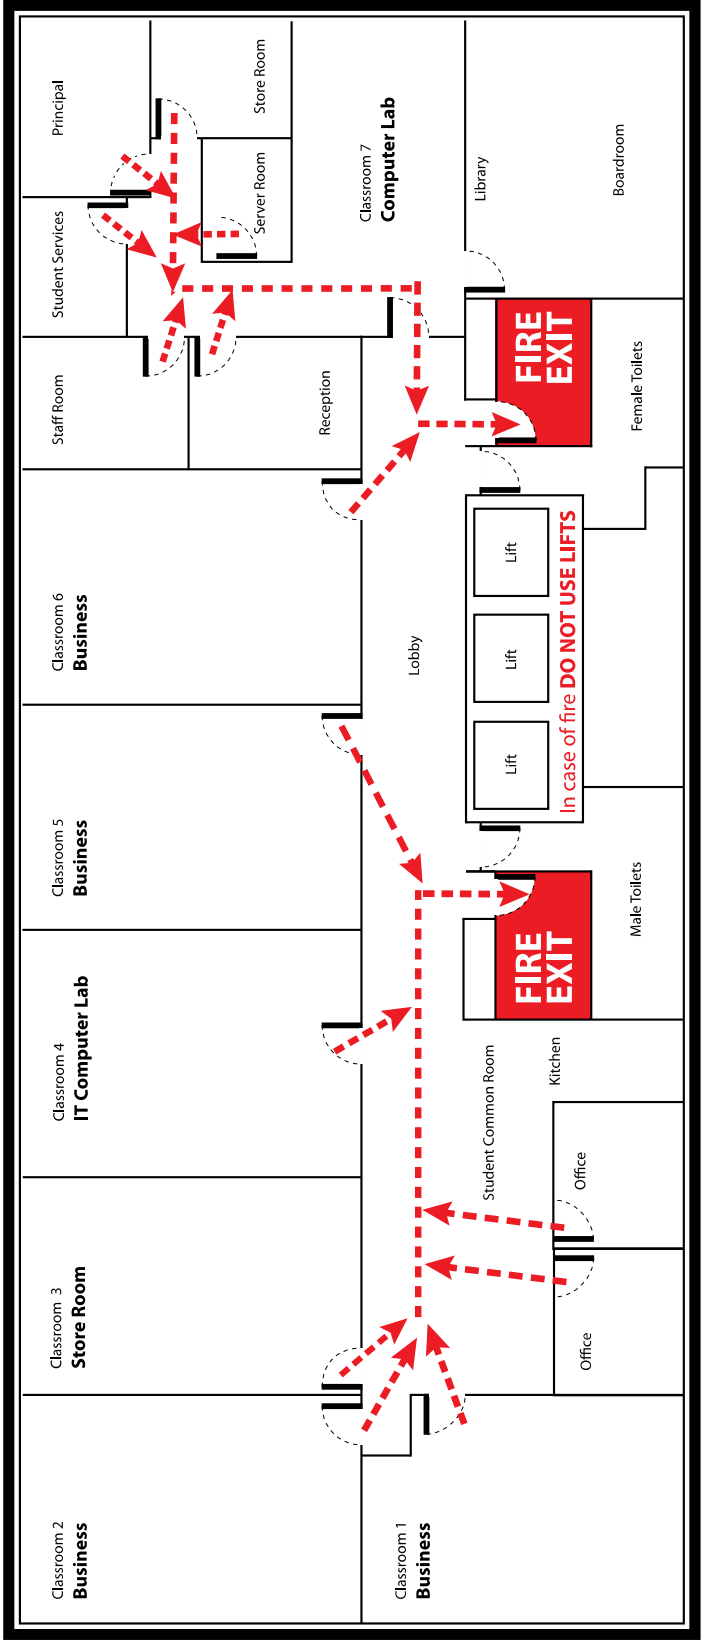 Classroom 2
Business
Classroom 3
Store Room
Classroom 4
IT Computer Lab
Classroom 5
Business
Classroom 6
Business
Staff Room
Student Services
Principal
Reception
Server Room
Store Room
Classroom 1
Business
Lobby
Classroom 7
Computer Lab
Student Common Room
Library
Lift
Lift
Lift
FIRE
EXIT
FIRE
EXIT
In case of fire DO NOT USE LIFTS
Kitchen
Office
Office
Male Toilets
Female Toilets
Boardroom